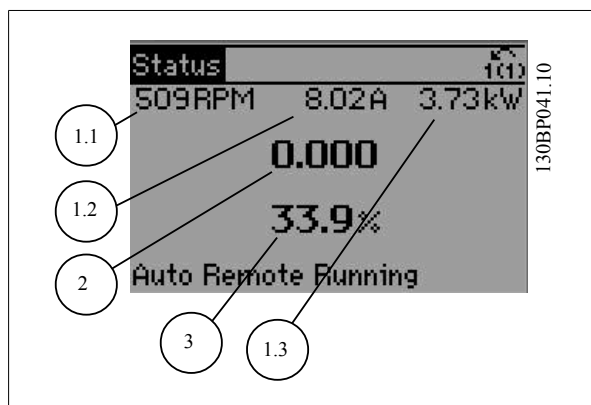 Status
1(1)
509RPM 8.02A 3.73kW
1.1
1.2
0.000
33.9%
2
Auto Remote Running
3
1.3
130BP041.10